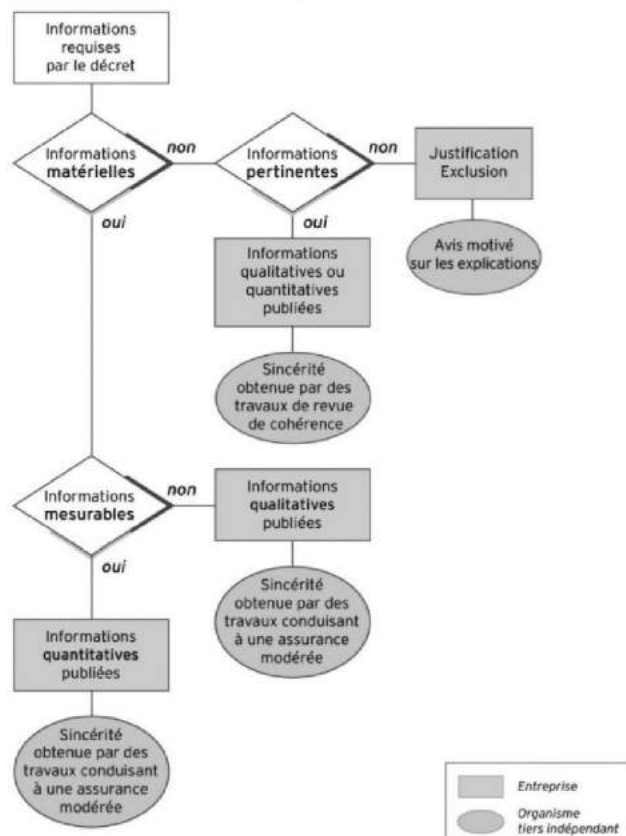 Informations
requises
par le décret
Informations
matérielles
non
Informations
pertinentes
non
Justification
Exclusion
oui
oui
Avis motivé
sur les explications
Informations
qualitatives ou
quantitatives
publiées
Sincérité
obtenue par des
travaux de revue
de cohérence
Informations
mesurables
non
Informations
qualitatives
publiées
oui
Sincérité
obtenue par des
travaux conduisant
à une assurance
modérée
Informations
quantitatives
publiées
Sincérité
obtenue par des
travaux conduisant
à une assurance
modérée
Entreprise
Organisme
tiers indépendant